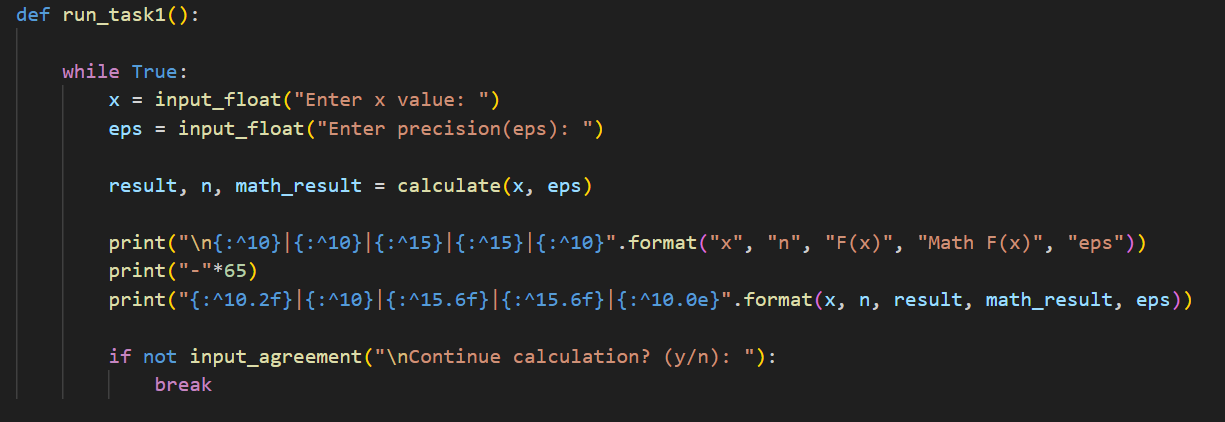 def run_task1():
    while True:
        x = input_float("Enter x value: ")
        eps = input_float("Enter precision(eps): ")
        result, n, math_result = calculate(x, eps)
        print("\n{:^10}|{:^10}|{:^15}|{:^15}|{:^10}".format("x", "n", "F(x)", "Math F(x)", "eps"))
        print("-"*65)
        print("{:^10.2f}|{:^10}|{:^15.6f}|{:^15.6f}|{:^10.0e}".format(x, n, result, math_result, eps))
        if not input_agreement("\nContinue calculation? (y/n): "):
            break